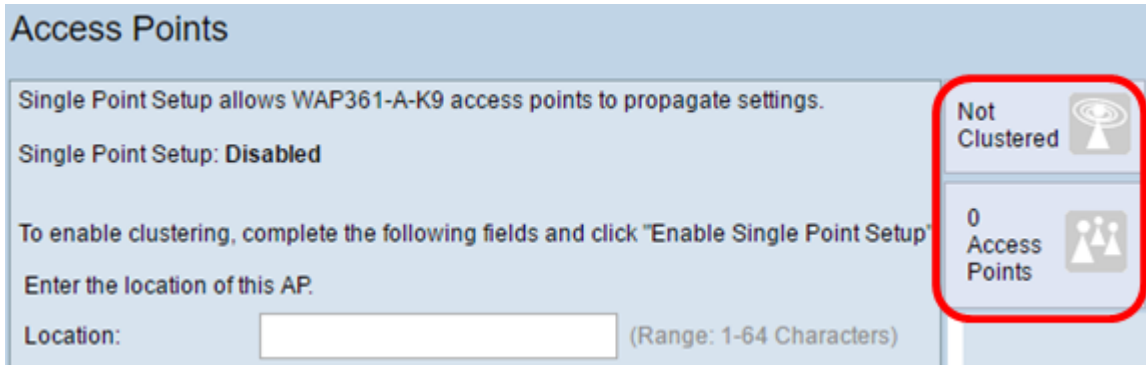 Access Points
Single Point Setup allows WAP361-A-K9 access points to propagate settings.
Single Point Setup: Disabled
To enable clustering, complete the following fields and click "Enable Single Point Setup"
Enter the location of this AP.
Location:
(Range: 1-64 Characters)
Not
Clustered
0
Access
Points